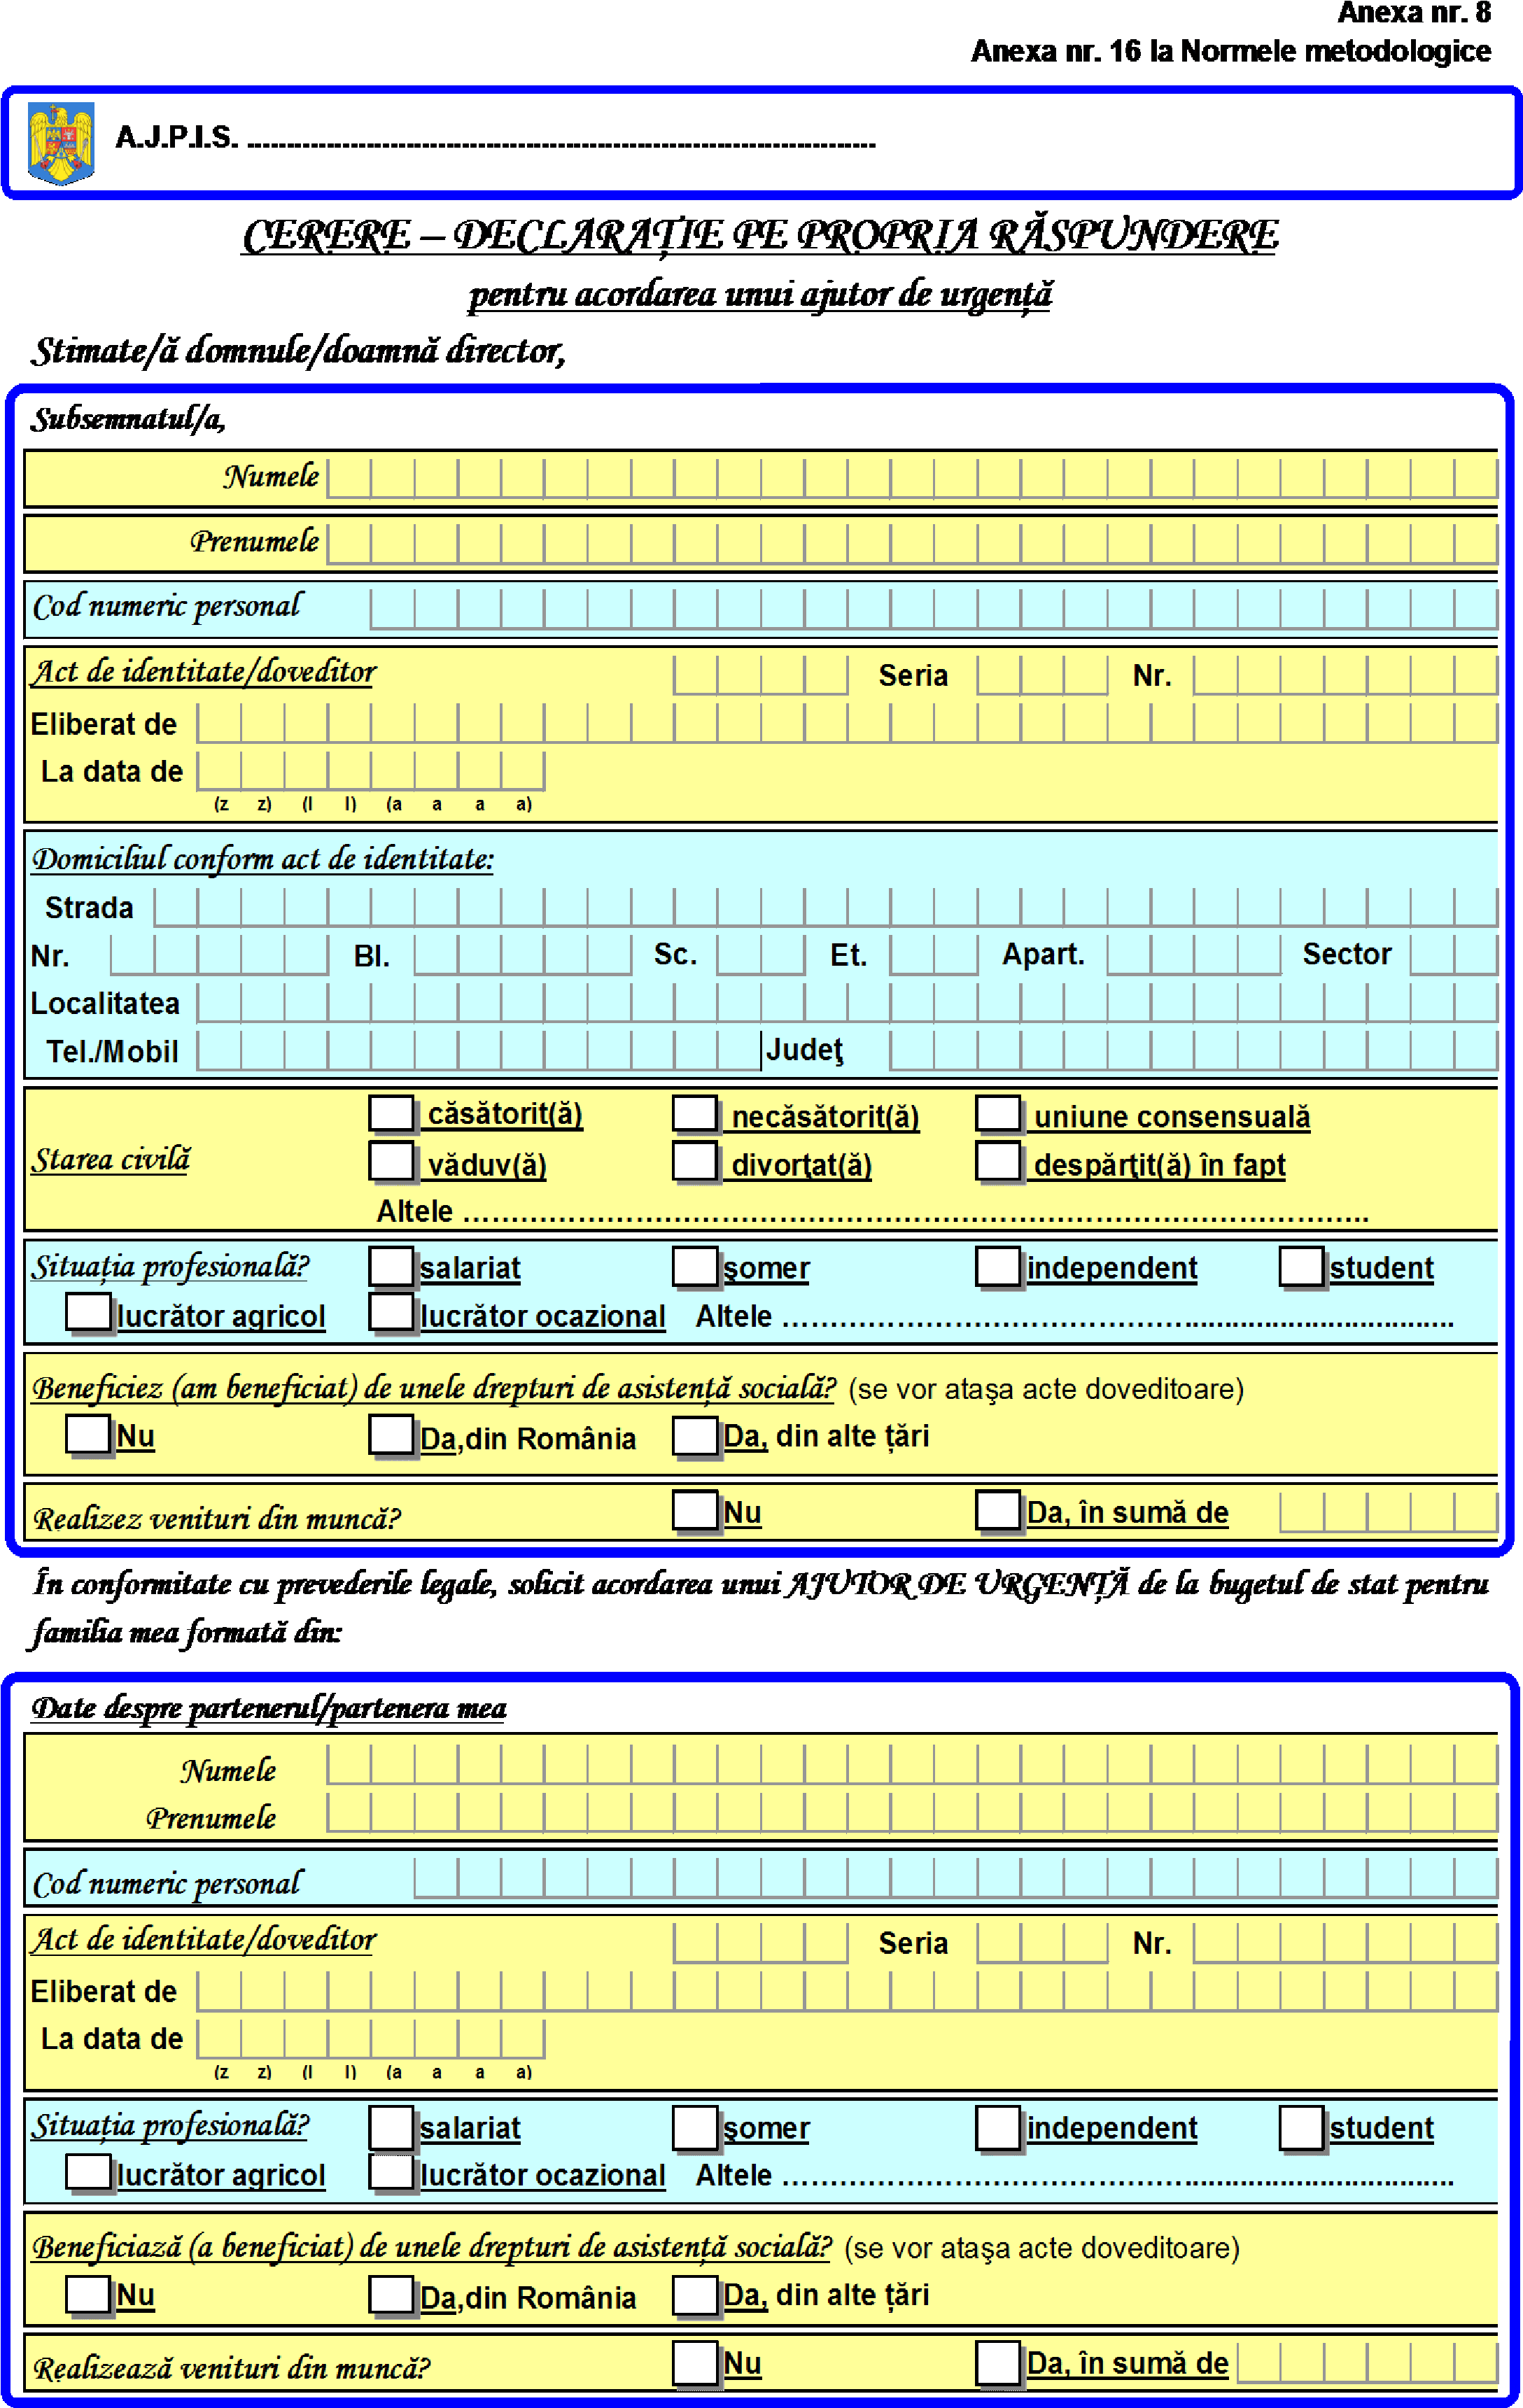 Anexa nr. 8
Anexa nr. 16 la Normele metodologice
A.J.P.I.S. ...............................................................................
CERERE – DECLARAȚIE PE PROPRIA RĂSPUNDERE
pentru acordarea unui ajutor de urgență
Stimate/ă domnule/doamnă director,
Subsemnatul/a,
Numele
Prenumele
Cod numeric personal
Act de identitate/doveditor Seria Nr.
Eliberat de
La data de
(z z) (l l) (a a a a)
Domiciliul conform act de identitate:
Strada
Nr. Bl. Sc. Et. Apart. Sector
Localitatea
Tel./Mobil Judeţ
căsătorit(ă) necăsătorit(ă) uniune consensuală
Starea civilă
văduv(ă) divorţat(ă) despărţit(ă) în fapt
Altele ……………………………………………………………………………………..
Situația profesională? salariat şomer independent student
lucrător agricol lucrător ocazional Altele ……………………………………................................
Beneficiez (am beneficiat) de unele drepturi de asistență socială? (se vor ataşa acte doveditoare)
Nu Da,din România Da, din alte țări
Realizez venituri din muncă? Nu Da, în sumă de
În conformitate cu prevederile legale, solicit acordarea unui AJUTOR DE URGENȚĂ de la bugetul de stat pentru
familia mea formată din:
Date despre partenerul/partenera mea
Numele
Prenumele
Cod numeric personal
Act de identitate/doveditor Seria Nr.
Eliberat de
La data de
(z z) (l l) (a a a a)
Situația profesională? salariat şomer independent student
lucrător agricol lucrător ocazional Altele ……………………………………................................
Beneficiază (a beneficiat) de unele drepturi de asistență socială? (se vor ataşa acte doveditoare)
Nu Da,din România Da, din alte țări
Realizează venituri din muncă? Nu Da, în sumă de